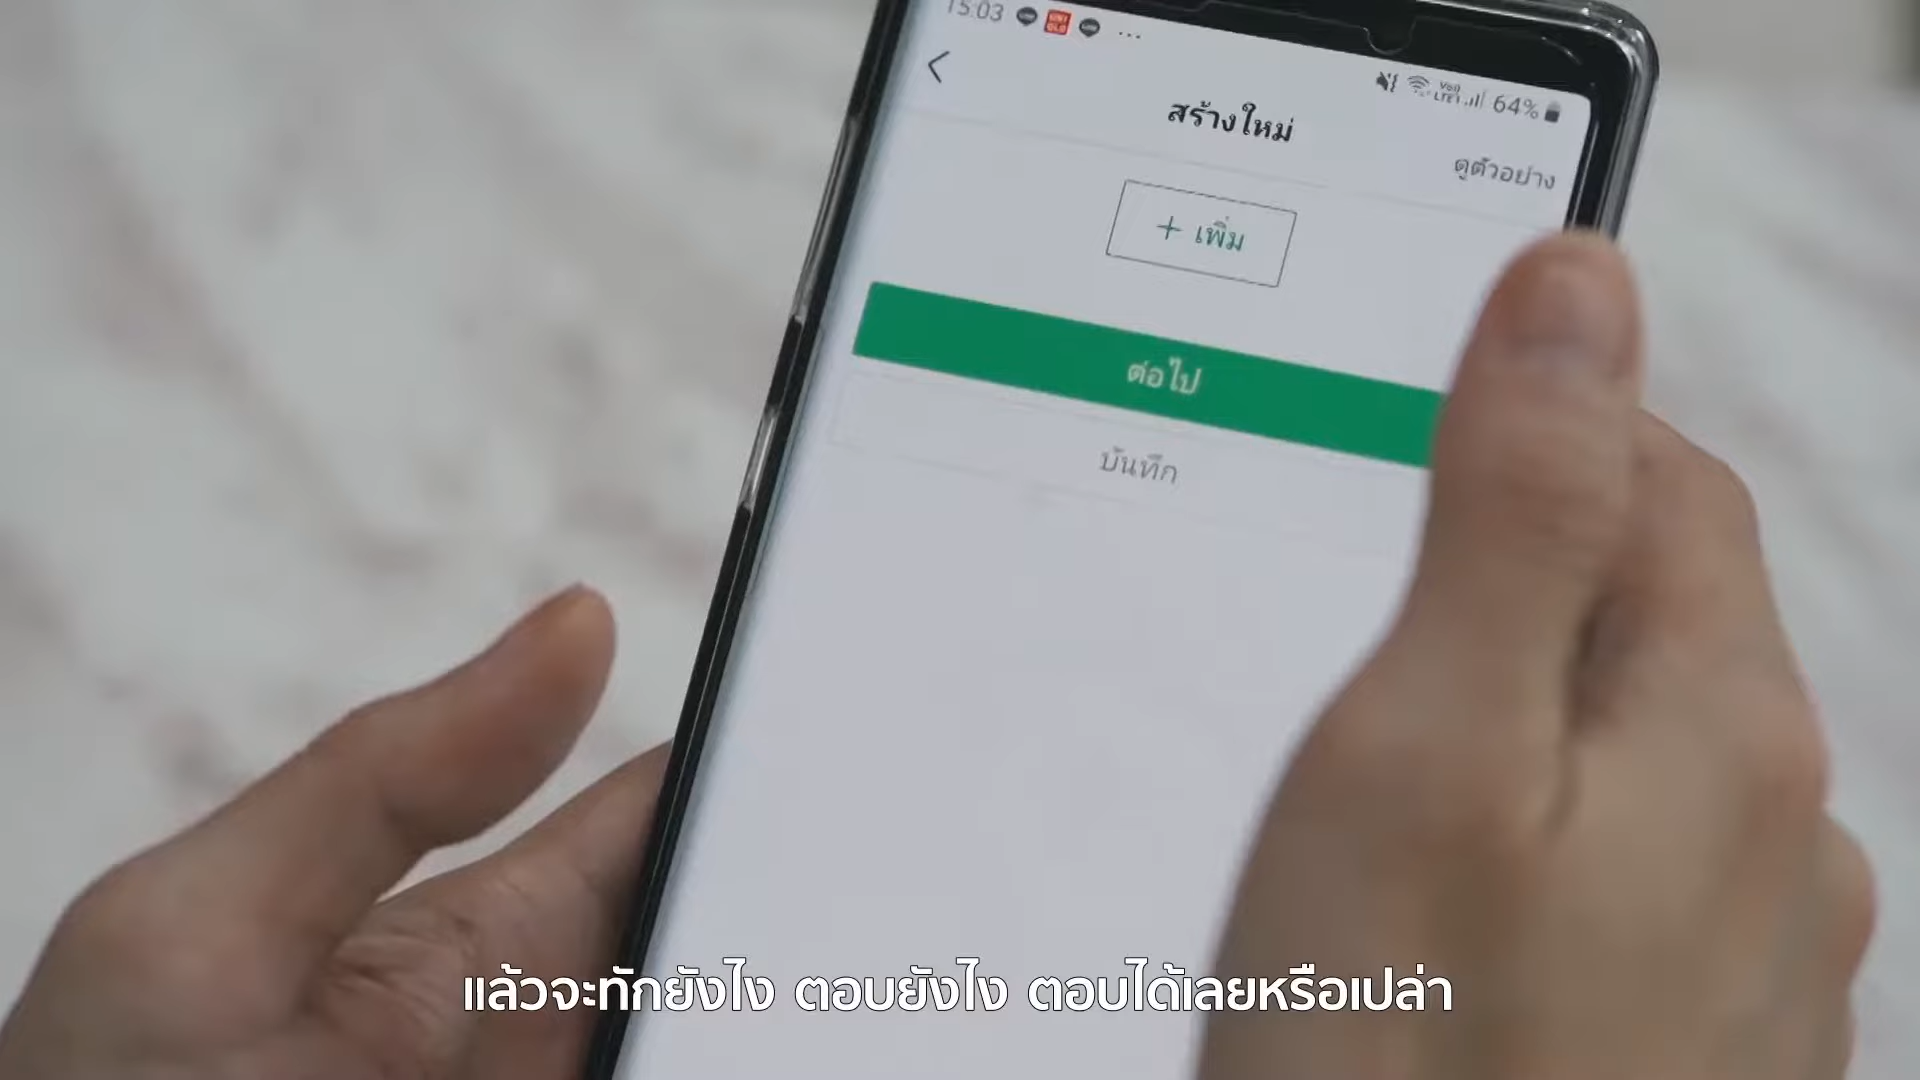 15:03
64%
สร้างใหม่
ดูตัวอย่าง
+ เพิ่ม
ต่อไป
บันทึก
แล้วจะทักยังไง ตอบยังไง ตอบได้เลยหรือเปล่า